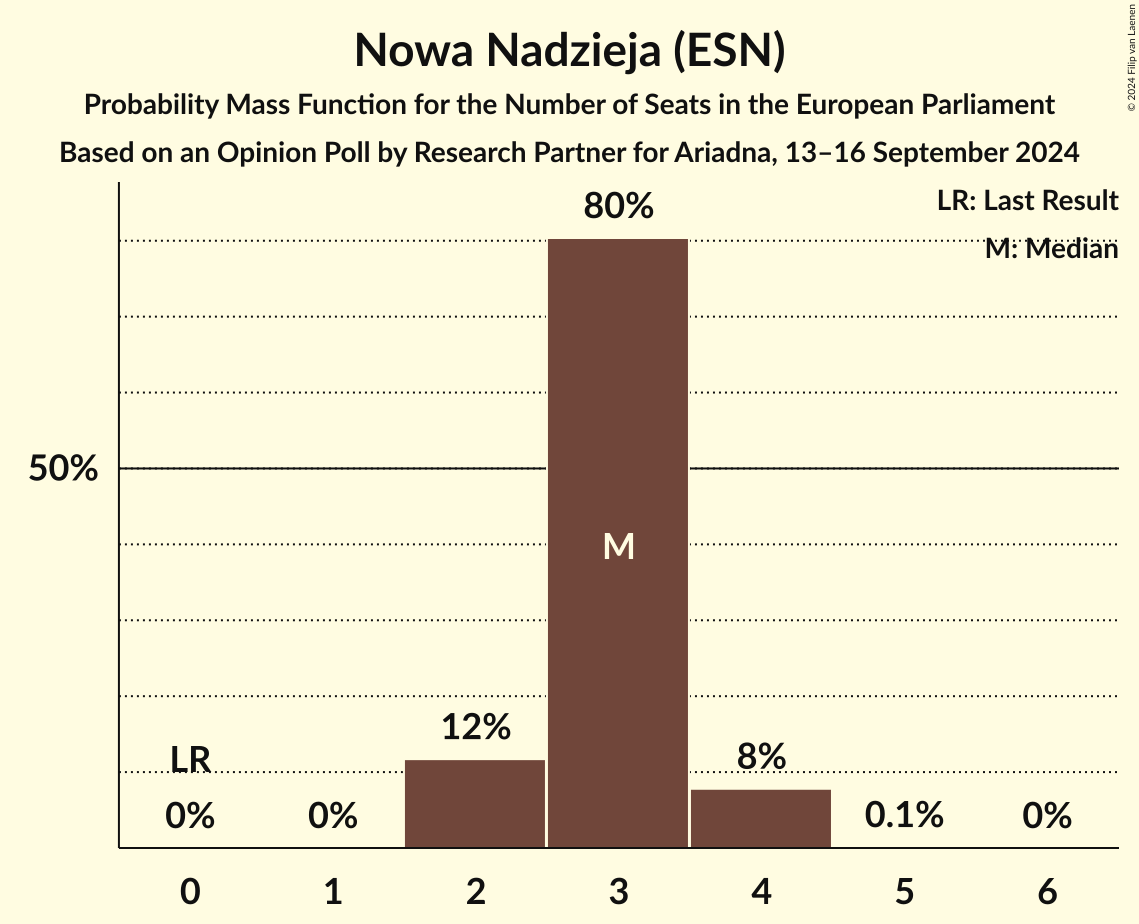 Nowa Nadzieja (ESN)
Probability Mass Function for the Number of Seats in the European Parliament
Based on an Opinion Poll by Research Partner for Ariadna, 13–16 September 2024
© 2024 Filip van Laenen
LR: Last Result
M: Median
80%
50%
M
12%
LR
8%
0%
0%
0.1%
0%
0
1
2
3
4
5
6